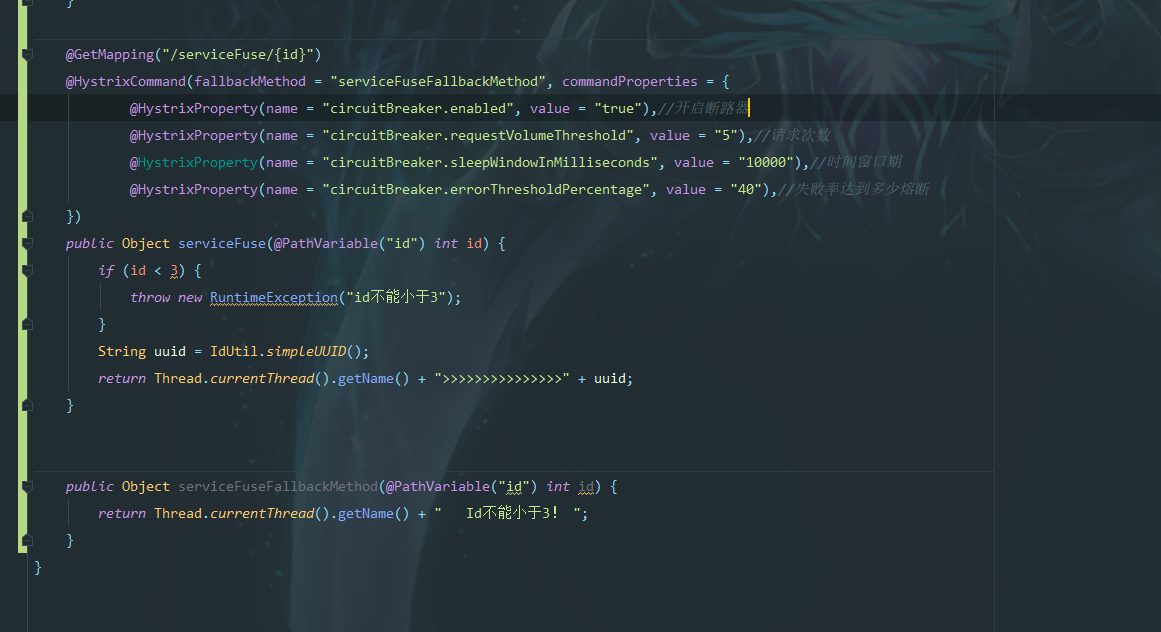 }
@GetMapping("/serviceFuse/{id}")
@HystrixCommand(fallbackMethod = "serviceFuseFallbackMethod", commandProperties = {
@HystrixProperty(name = "circuitBreaker.enabled", value = "true"),//开启断路器
@HystrixProperty(name = "circuitBreaker.requestVolumeThreshold", value = "5"),//请求次数
@HystrixProperty(name = "circuitBreaker.sleepWindowInMilliseconds", value = "10000"),//时间窗口期
@HystrixProperty(name = "circuitBreaker.errorThresholdPercentage", value = "40"),//失败率达到多少熔断
})
public Object serviceFuse(@PathVariable("id") int id) {
if (id < 3) {
throw new RuntimeException("id不能小于3");
}
String uuid = IdUtil.simpleUUID();
return Thread.currentThread().getName() + ">>>>>>>>>>>>>>>" + uuid;
}
public Object serviceFuseFallbackMethod(@PathVariable("id") int id) {
return Thread.currentThread().getName() + "   Id不能小于3!  ";
}
}